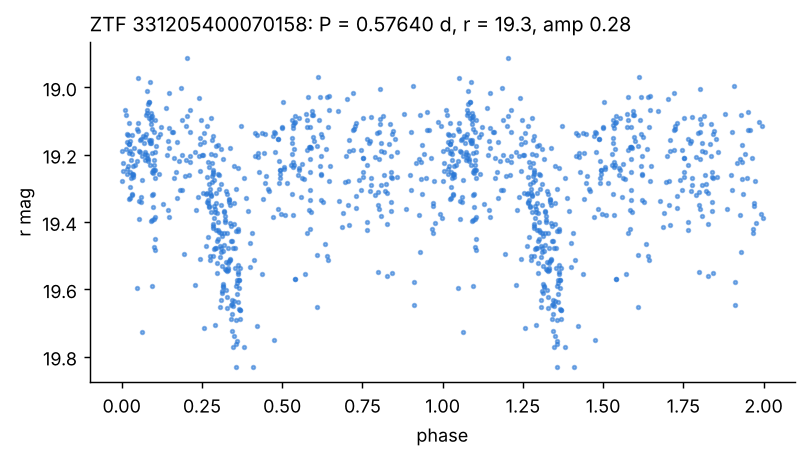 ZTF 331205400070158: P = 0.57640 d, r = 19.3, amp 0.28
19.0
19.2
19.4
19.6
19.8
r mag
0.00 0.25 0.50 0.75 1.00 1.25 1.50 1.75 2.00
phase